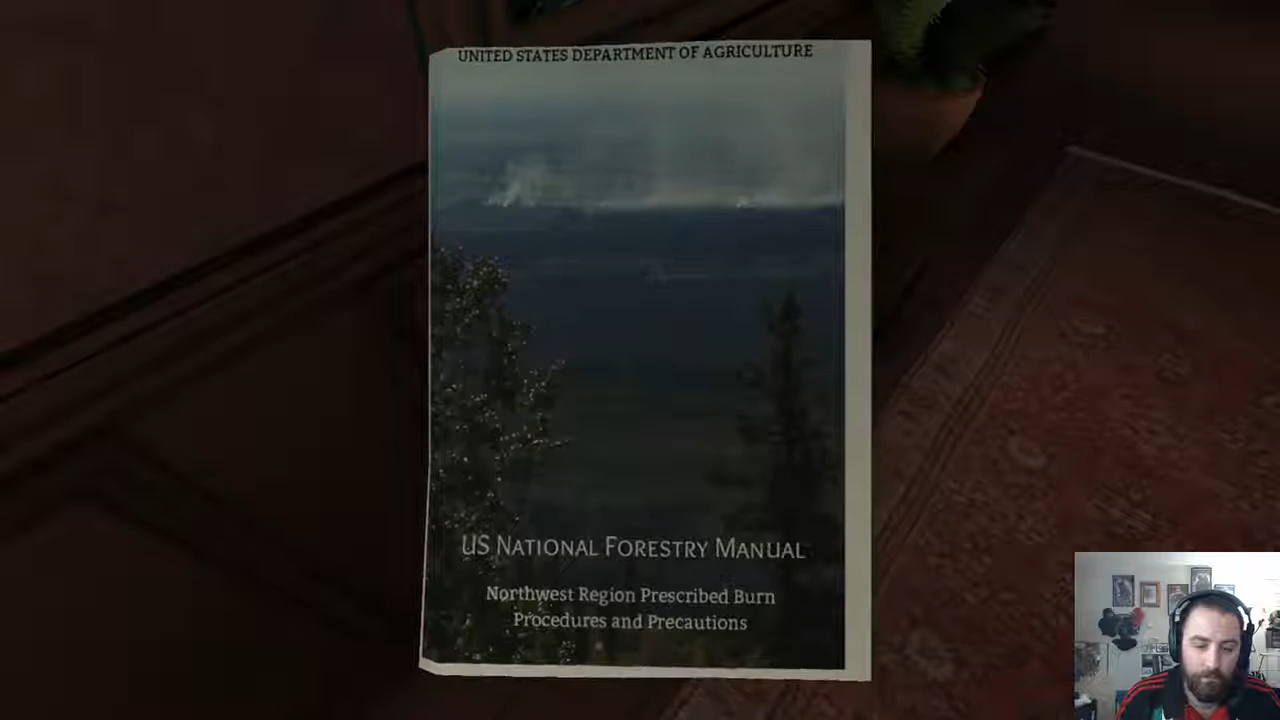 UNITED STATES DEPARTMENT OF AGRICULTURE
US NATIONAL FORESTRY MANUAL
Northwest Region Prescribed Burn
Procedures and Precautions